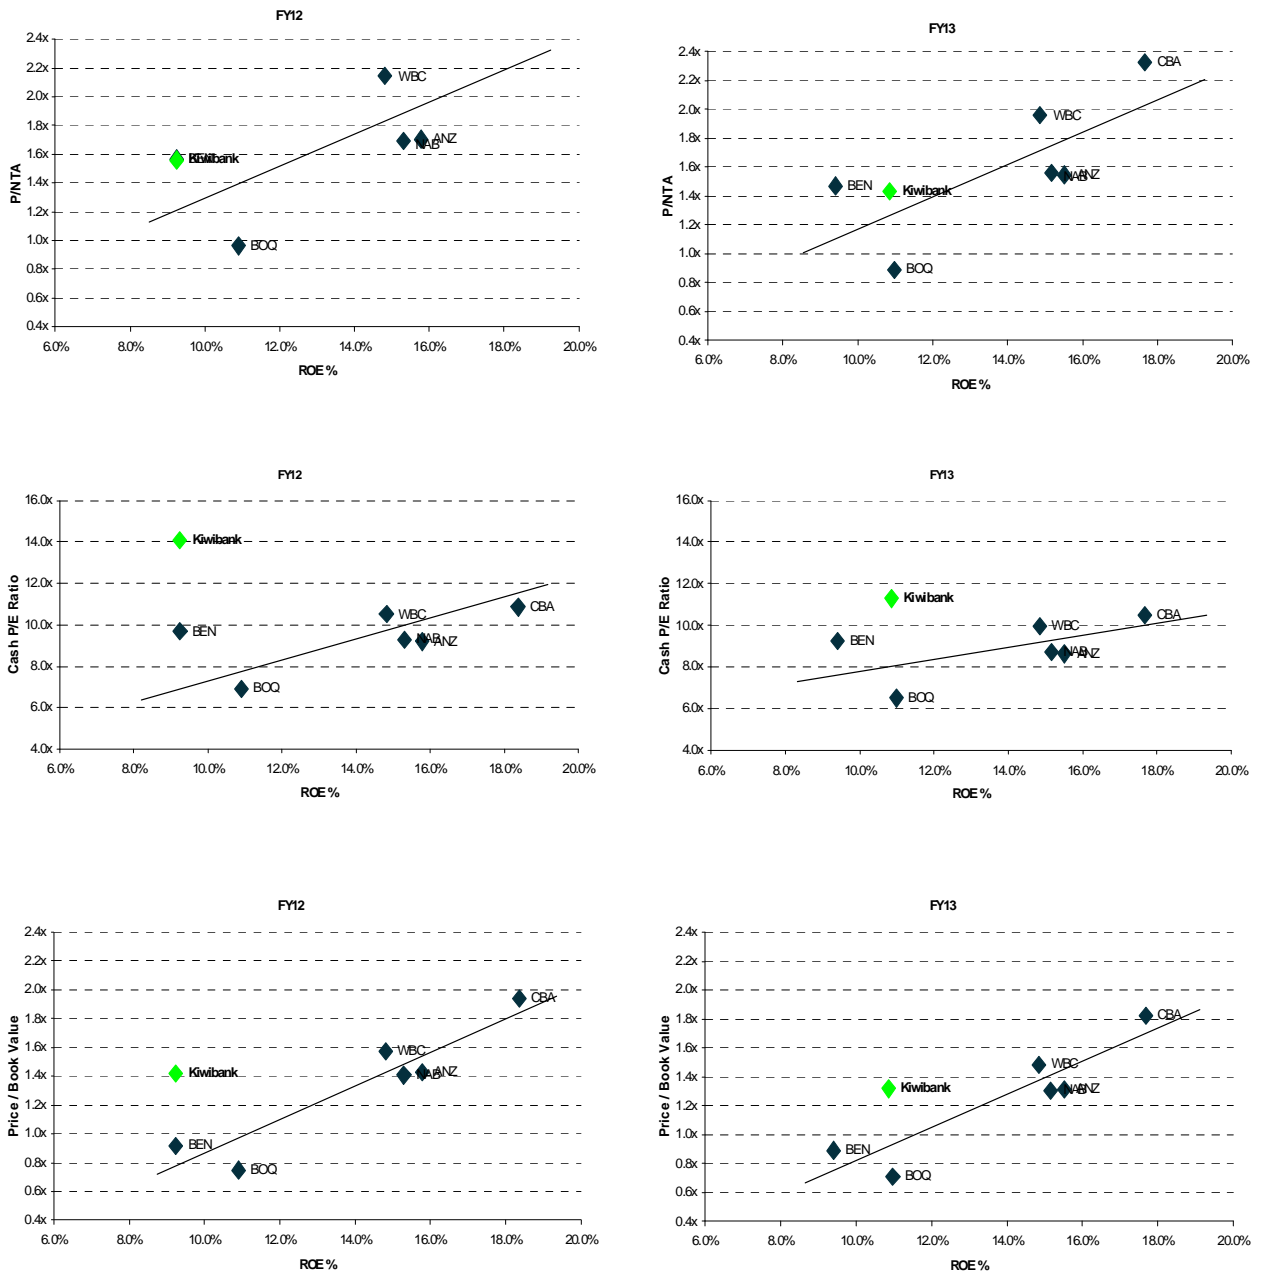 FY12
2.4x
2.2x
2.0x
1.8x
1.6x
1.4x
1.2x
1.0x
0.8x
0.6x
0.4x
P/NTA
WBC
ANZ
NAB
Kiwibank
BOQ
6.0% 8.0% 10.0% 12.0% 14.0% 16.0% 18.0% 20.0%
ROE %
FY13
2.4x
2.2x
2.0x
1.8x
1.6x
1.4x
1.2x
1.0x
0.8x
0.6x
0.4x
P/NTA
CBA
WBC
NAB
ANZ
BEN
Kiwibank
BOQ
6.0% 8.0% 10.0% 12.0% 14.0% 16.0% 18.0% 20.0%
ROE %
FY12
16.0x
14.0x
12.0x
10.0x
8.0x
6.0x
4.0x
Cash P/E Ratio
Kiwibank
WBC
CBA
BEN
NAB
ANZ
BOQ
6.0% 8.0% 10.0% 12.0% 14.0% 16.0% 18.0% 20.0%
ROE %
FY13
16.0x
14.0x
12.0x
10.0x
8.0x
6.0x
4.0x
Cash P/E Ratio
Kiwibank
CBA
WBC
BEN
NAB
ANZ
BOQ
6.0% 8.0% 10.0% 12.0% 14.0% 16.0% 18.0% 20.0%
ROE %
FY12
2.4x
2.2x
2.0x
1.8x
1.6x
1.4x
1.2x
1.0x
0.8x
0.6x
0.4x
Price / Book Value
CBA
WBC
Kiwibank
NAB
ANZ
BEN
BOQ
6.0% 8.0% 10.0% 12.0% 14.0% 16.0% 18.0% 20.0%
ROE %
FY13
2.4x
2.2x
2.0x
1.8x
1.6x
1.4x
1.2x
1.0x
0.8x
0.6x
0.4x
Price / Book Value
CBA
WBC
Kiwibank
NAB
ANZ
BEN
BOQ
6.0% 8.0% 10.0% 12.0% 14.0% 16.0% 18.0% 20.0%
ROE %